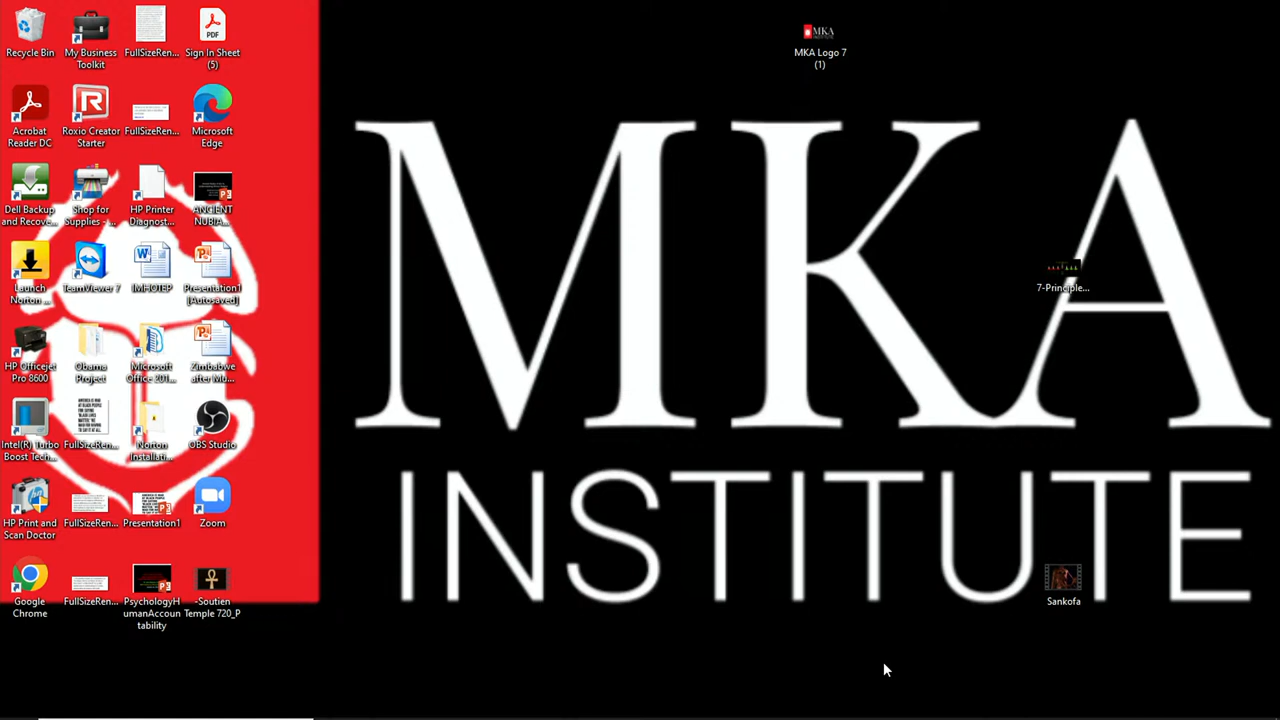 Recycle Bin
My Business
Toolkit
FullSizeRen...
Sign In Sheet
(5)
MKA Logo 7
(1)
Acrobat
Reader DC
Roxio Creator
Starter
FullSizeRen...
Microsoft
Edge
Dell Backup
and Recove...
Shop for
Supplies - ...
HP Printer
Diagnost...
ANCIENT
NUBIA...
Launch
Norton ...
TeamViewer 7
IMHOTEP
Presentation1
[Autosaved]
7-Principle...
HP Officejet
Pro 8600
Obama
Project
Microsoft
Office 201...
Zimbabwe
after Mu...
Intel(R) Turbo
Boost Tech...
FullSizeRen...
Norton
Installati...
OBS Studio
HP Print and
Scan Doctor
FullSizeRen...
Presentation1
Zoom
Google
Chrome
FullSizeRen...
PsychologyH
umanAccou
ntability
-Soutien
Temple 720_P
Sankofa
MKA
INSTITUTE